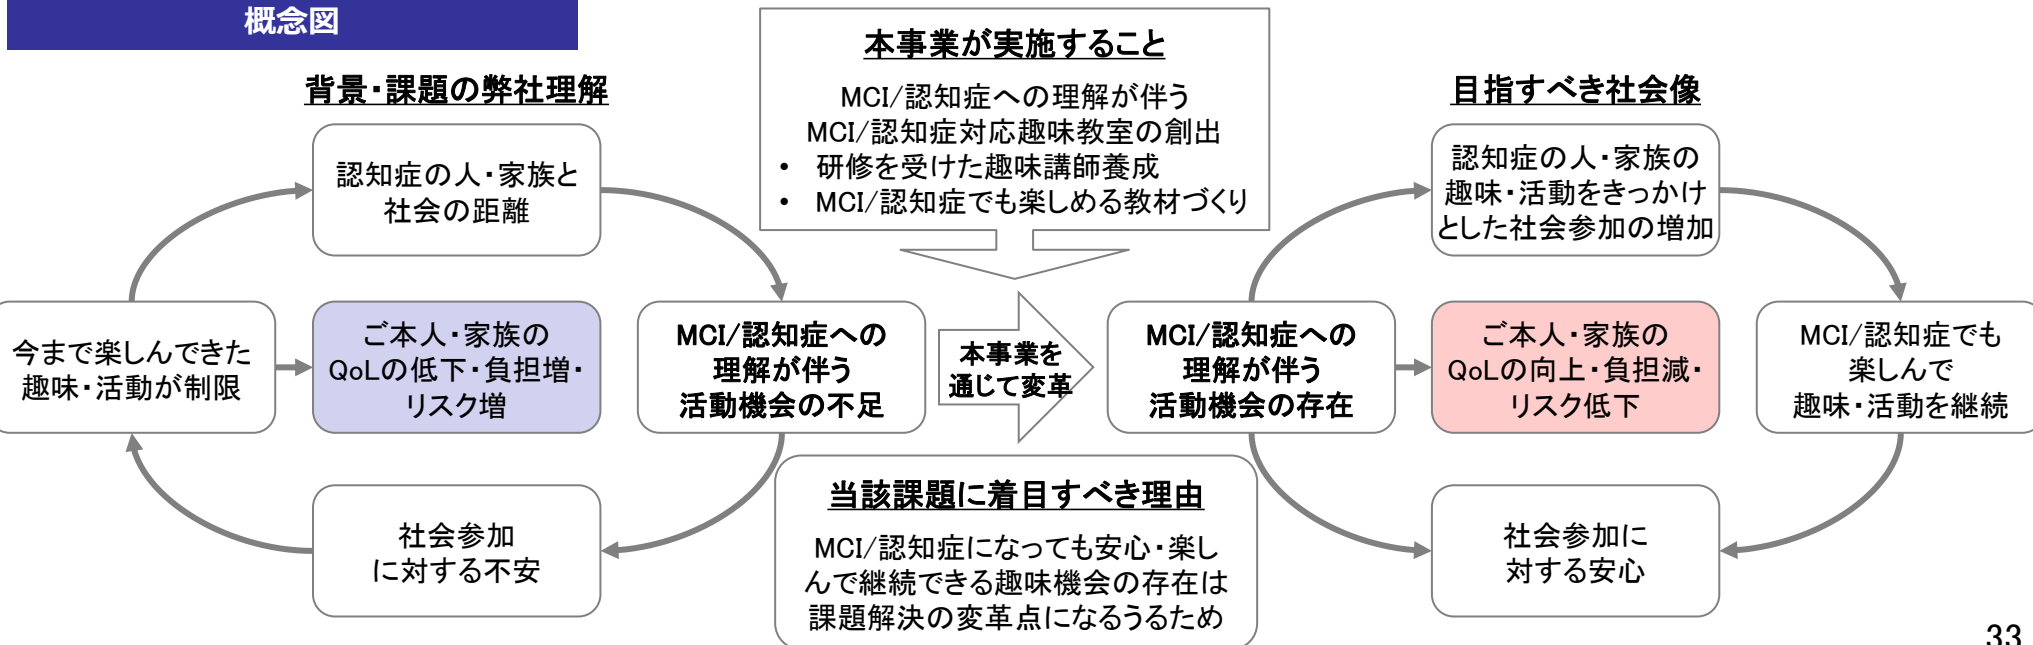 概念図
背景・課題の弊社理解
認知症の人・家族と
社会の距離
今まで楽しんできた
趣味・活動が制限
ご本人・家族の
QoLの低下・負担増・
リスク増
MCI/認知症への
理解が伴う
活動機会の不足
社会参加
に対する不安
本事業が実施すること
MCI/認知症への理解が伴う
MCI/認知症対応趣味教室の創出
• 研修を受けた趣味講師養成
• MCI/認知症でも楽しめる教材づくり
本事業を
通じて変革
当該課題に着目すべき理由
MCI/認知症になっても安心・楽し
んで継続できる趣味機会の存在は
課題解決の変革点になるうるため
目指すべき社会像
認知症の人・家族の
趣味・活動をきっかけ
とした社会参加の増加
MCI/認知症への
理解が伴う
活動機会の存在
ご本人・家族の
QoLの向上・負担減・
リスク低下
MCI/認知症でも
楽しんで
趣味・活動を継続
社会参加に
対する安心
33